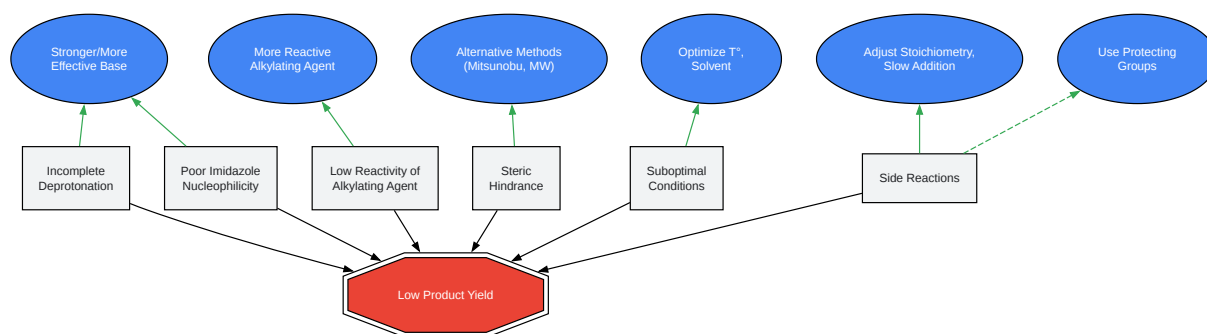 Stronger/More
Effective Base
More Reactive
Alkylating Agent
Alternative Methods
(Mitsunobu, MW)
Optimize T°,
Solvent
Adjust Stoichiometry,
Slow Addition
Use Protecting
Groups
Incomplete
Deprotonation
Poor Imidazole
Nucleophilicity
Low Reactivity of
Alkylating Agent
Steric
Hindrance
Suboptimal
Conditions
Side Reactions
Low Product Yield